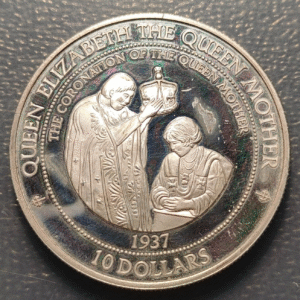 QUEEN ELIZABETH THE QUEEN MOTHER
THE CORONATION OF THE QUEEN MOTHER
1937
10 DOLLARS